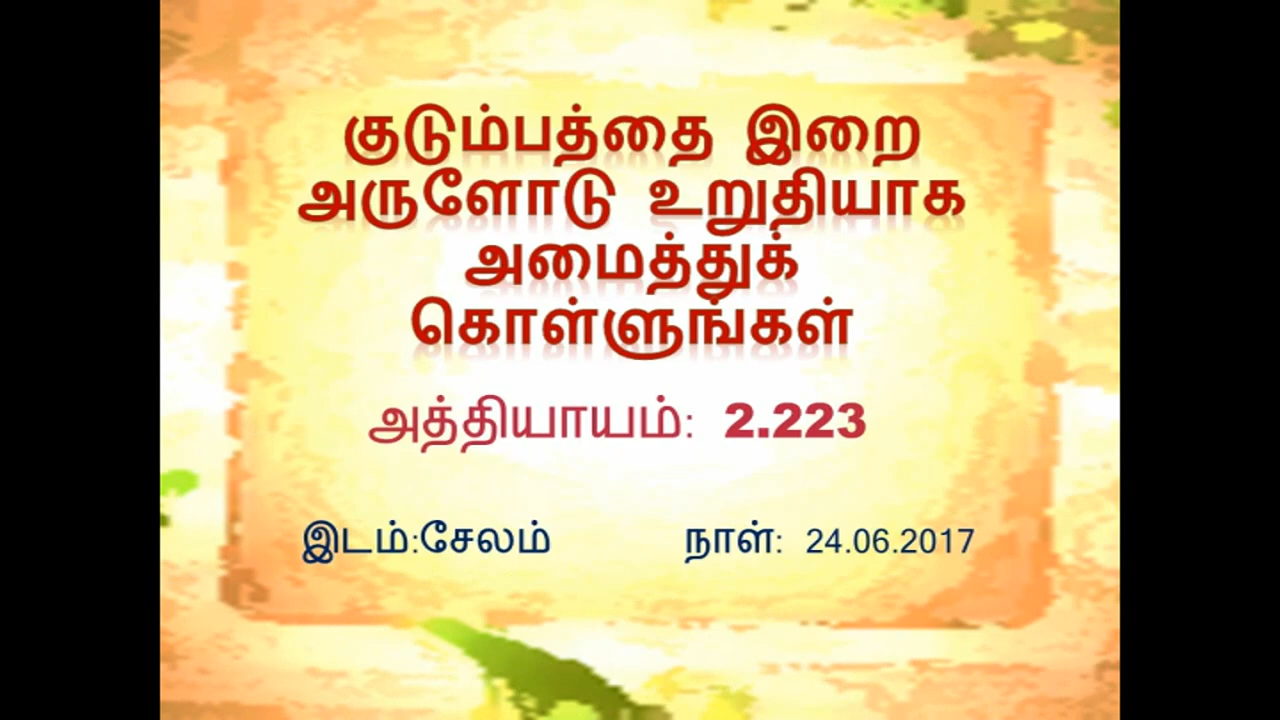 குடும்பத்தை இறை
அருளோடு உறுதியாக
அமைத்துக்
கொள்ளுங்கள்
அத்தியாயம்: 2.223
இடம்:சேலம் நாள்: 24.06.2017